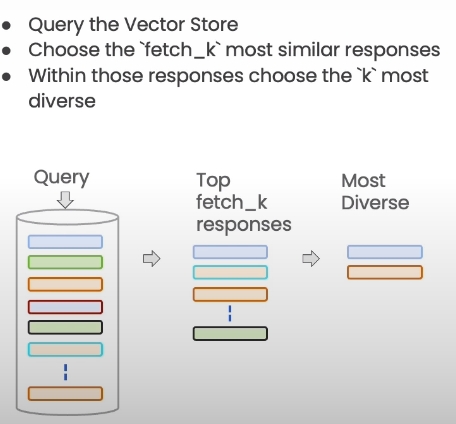 Query the Vector Store
Choose the `fetch_k` most similar responses
Within those responses choose the `k` most
diverse
Query
Top
fetch_k
responses
Most
Diverse